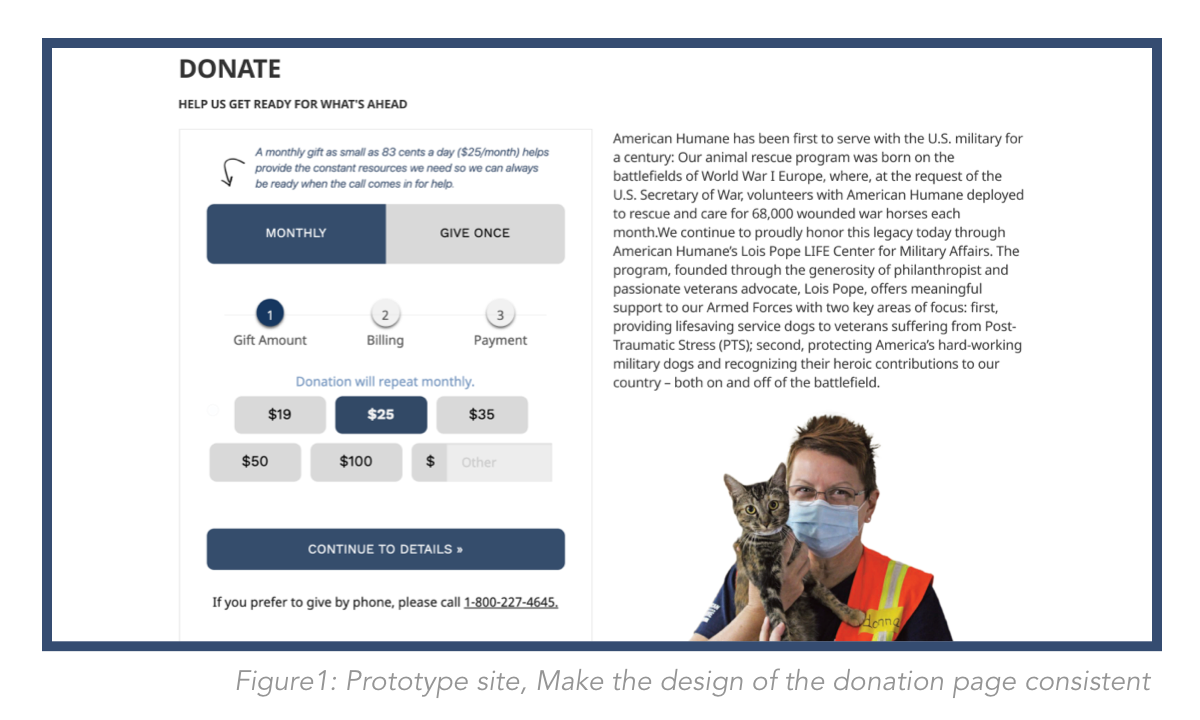 DONATE
HELP US GET READY FOR WHAT'S AHEAD
A monthly gift as small as 83 cents a day ($25/month) helps
provide the constant resources we need so we can always
be ready when the call comes in for help.
MONTHLY
GIVE ONCE
1
2
3
Gift Amount
Billing
Payment
Donation will repeat monthly.
$19
$25
$35
$50
$100
$
Other
CONTINUE TO DETAILS »
If you prefer to give by phone, please call 1-800-227-4645.
American Humane has been first to serve with the U.S. military for
a century: Our animal rescue program was born on the
battlefields of World War I Europe, where, at the request of the
U.S. Secretary of War, volunteers with American Humane deployed
to rescue and care for 68,000 wounded war horses each
month.We continue to proudly honor this legacy today through
American Humane's Lois Pope LIFE Center for Military Affairs. The
program, founded through the generosity of philanthropist and
passionate veterans advocate, Lois Pope, offers meaningful
support to our Armed Forces with two key areas of focus: first,
providing lifesaving service dogs to veterans suffering from Post-
Traumatic Stress (PTS); second, protecting America's hard-working
military dogs and recognizing their heroic contributions to our
country – both on and off of the battlefield.
donna
Figure1: Prototype site, Make the design of the donation page consistent